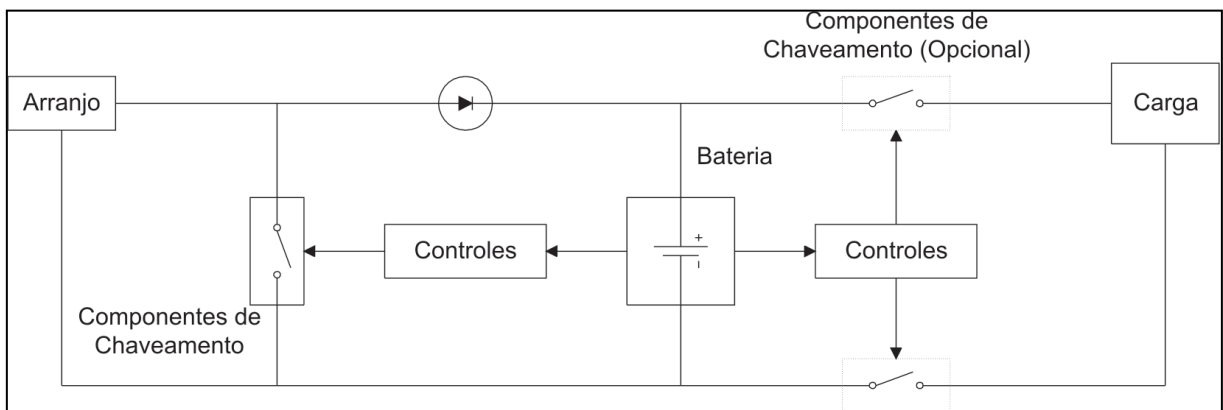 Componentes de
Chaveamento (Opcional)
Arranjo
Carga
Bateria
+
-
Controles
Controles
Componentes de
Chaveamento